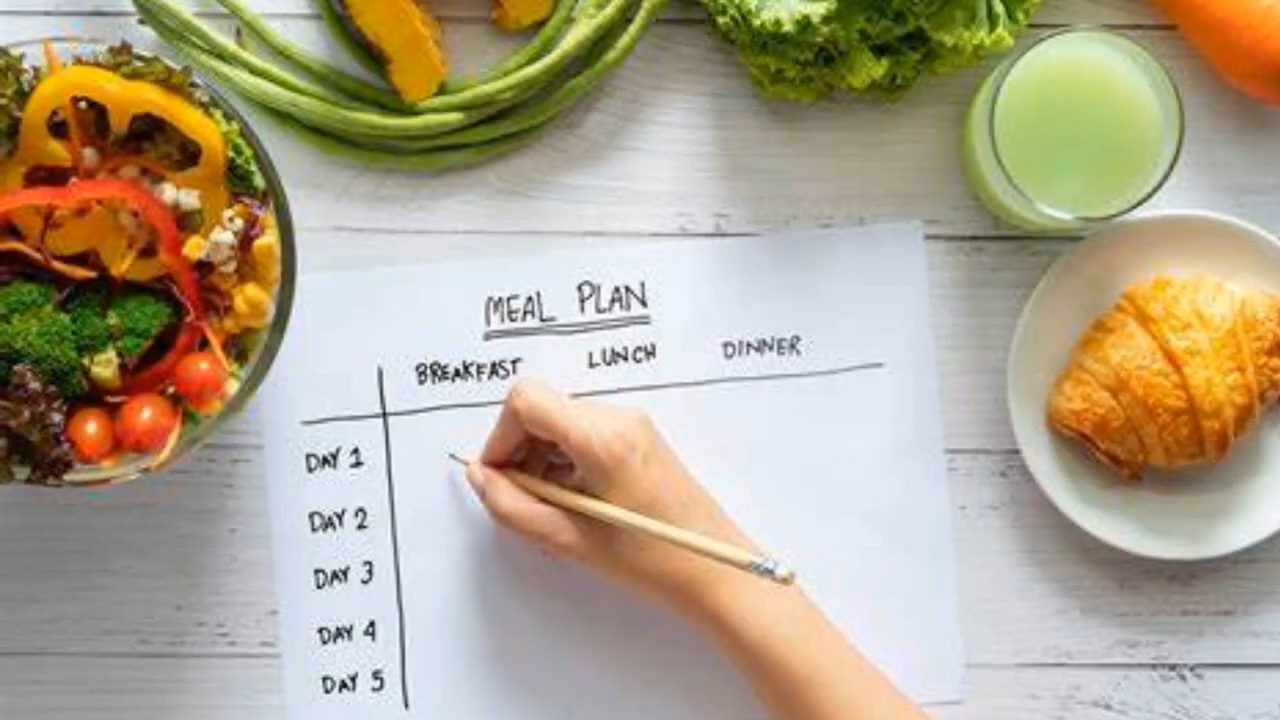 MEAL PLAN
BREAKFAST LUNCH DINNER
DAY 1
DAY 2
DAY 3
DAY 4
DAY 5